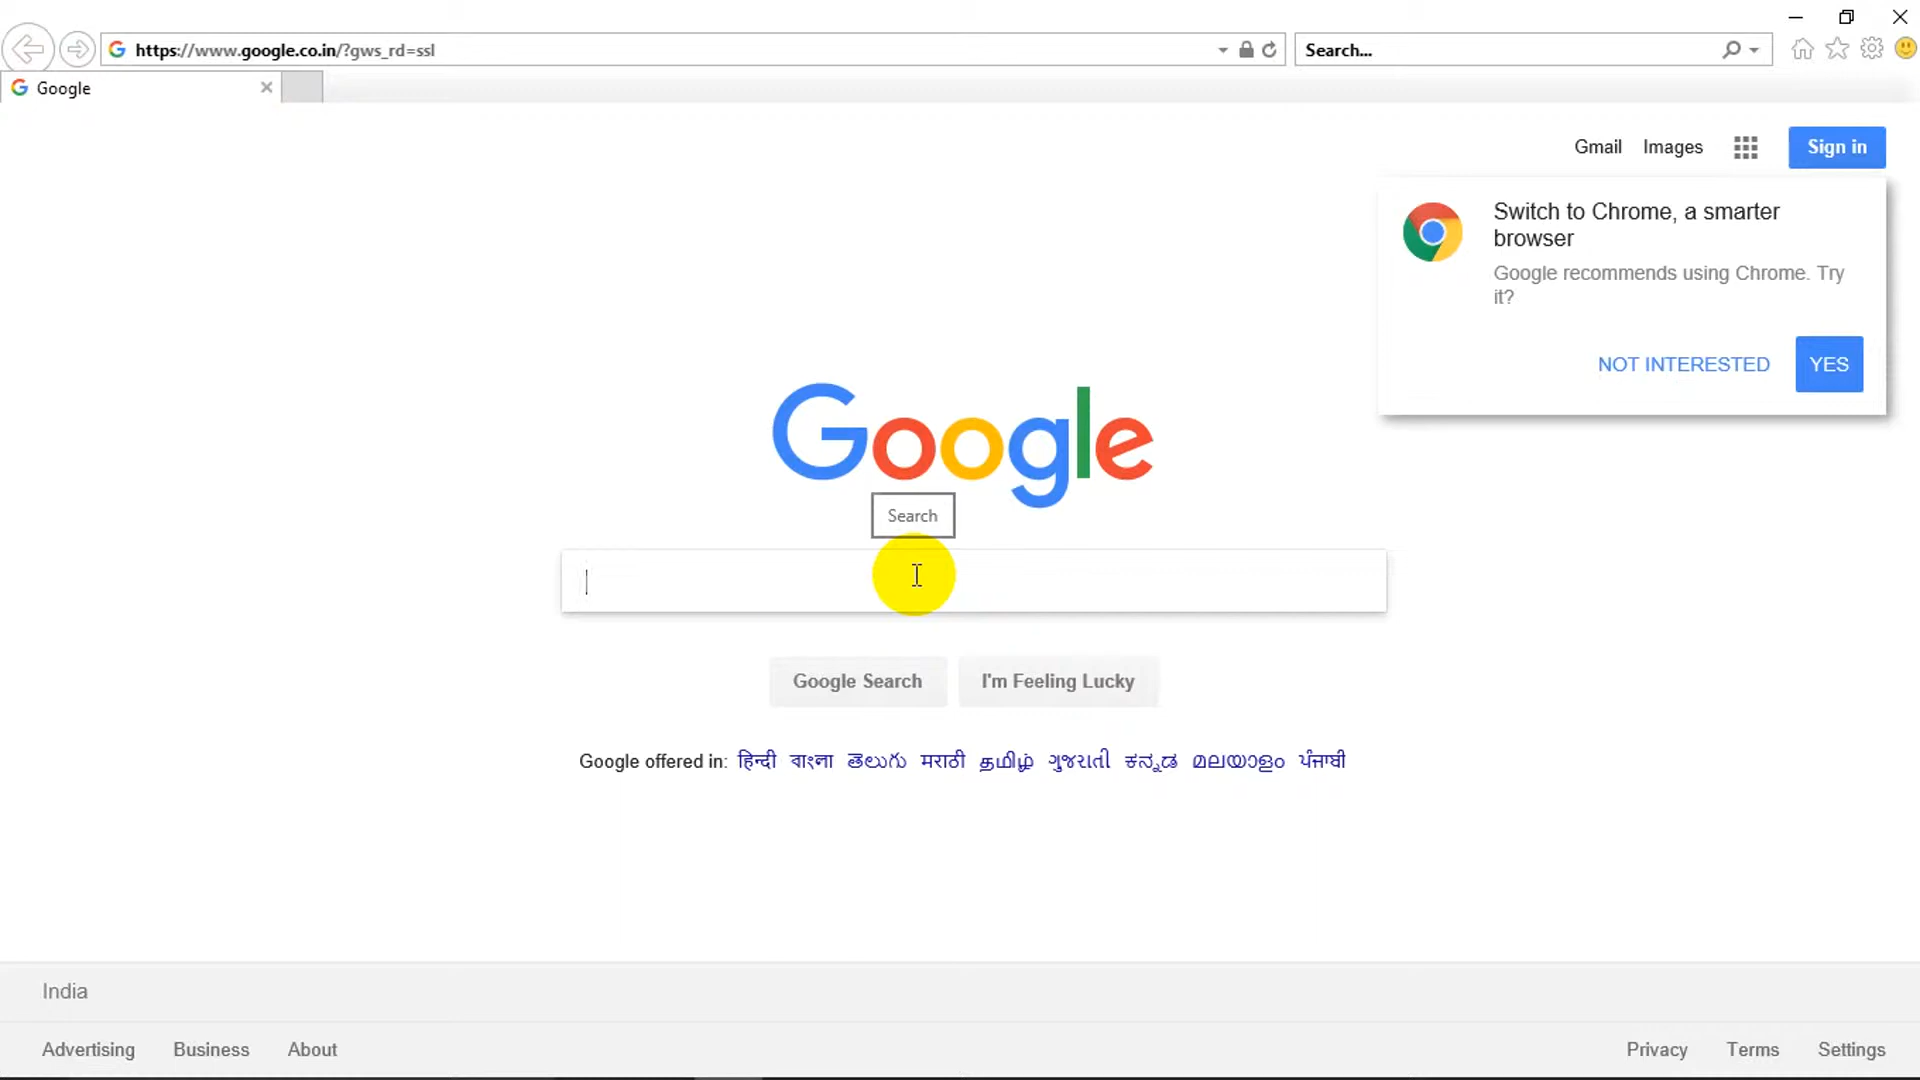 https://www.google.co.in/?gws_rd=ssl
Search...
Google
Gmail Images Sign in
Switch to Chrome, a smarter
browser
Google recommends using Chrome. Try
it?
NOT INTERESTED YES
Google
Search
Google Search I'm Feeling Lucky
Google offered in: हिन्दी বাংলা తెలుగు मराठी தமிழ் ગુજરાતી ಕನ್ನಡ മലയാളം ਪੰਜਾਬੀ
India
Advertising Business About Privacy Terms Settings